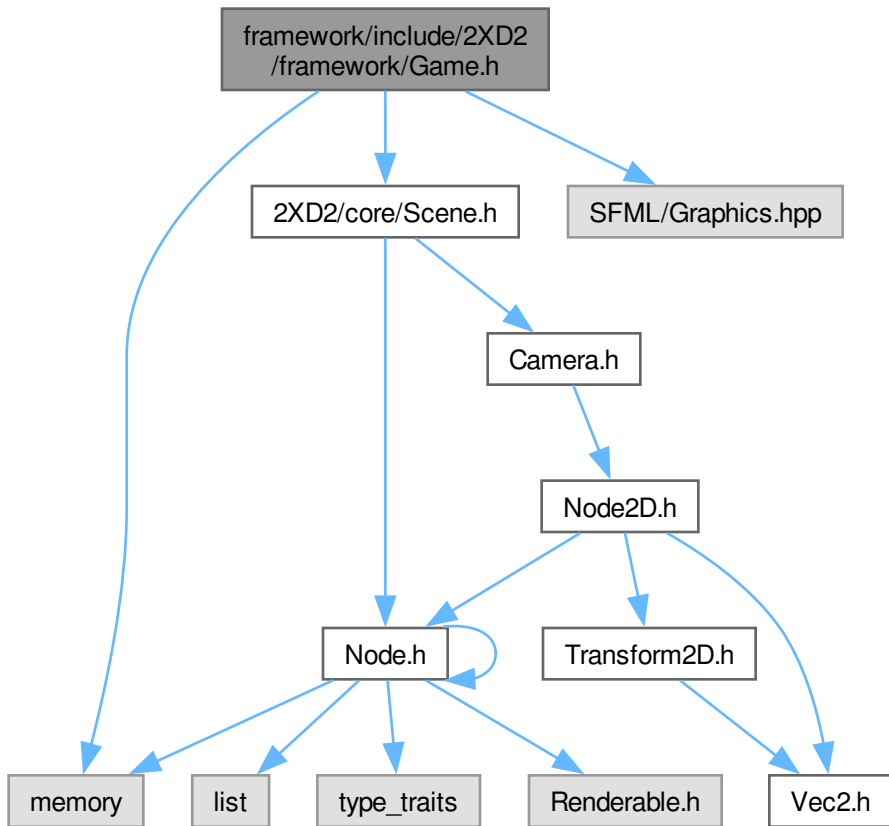 framework/include/2XD2
/framework/Game.h
2XD2/core/Scene.h
SFML/Graphics.hpp
Camera.h
Node2D.h
Node.h
Transform2D.h
memory
list
type_traits
Renderable.h
Vec2.h